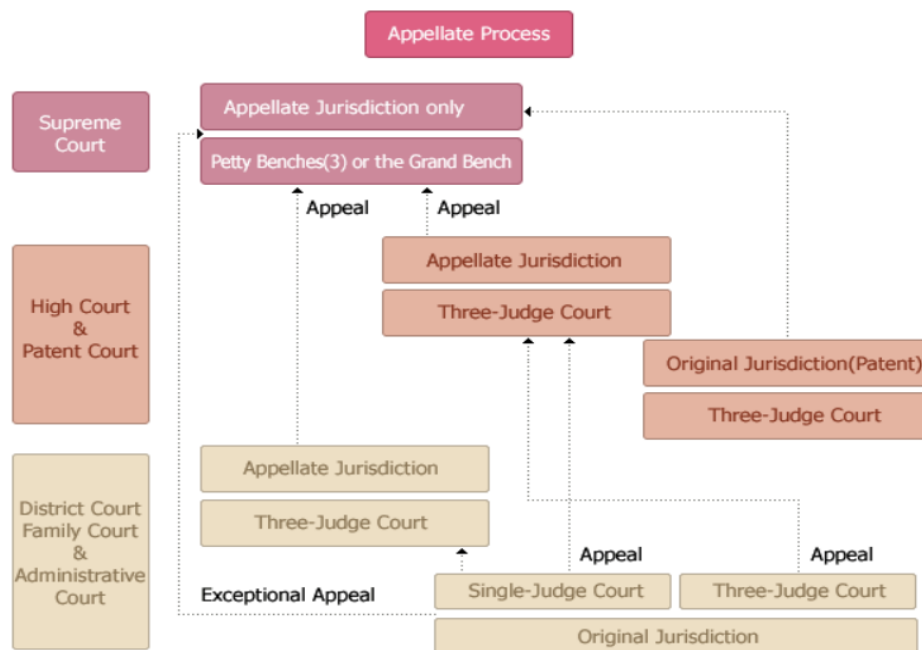 Appellate Process
Supreme
Court
Appellate Jurisdiction only
Petty Benches(3) or the Grand Bench
Appeal
Appeal
High Court
&
Patent Court
Appellate Jurisdiction
Three-Judge Court
Original Jurisdiction(Patent)
Three-Judge Court
District Court
Family Court
&
Administrative
Court
Appellate Jurisdiction
Three-Judge Court
Appeal
Appeal
Exceptional Appeal
Single-Judge Court
Three-Judge Court
Original Jurisdiction